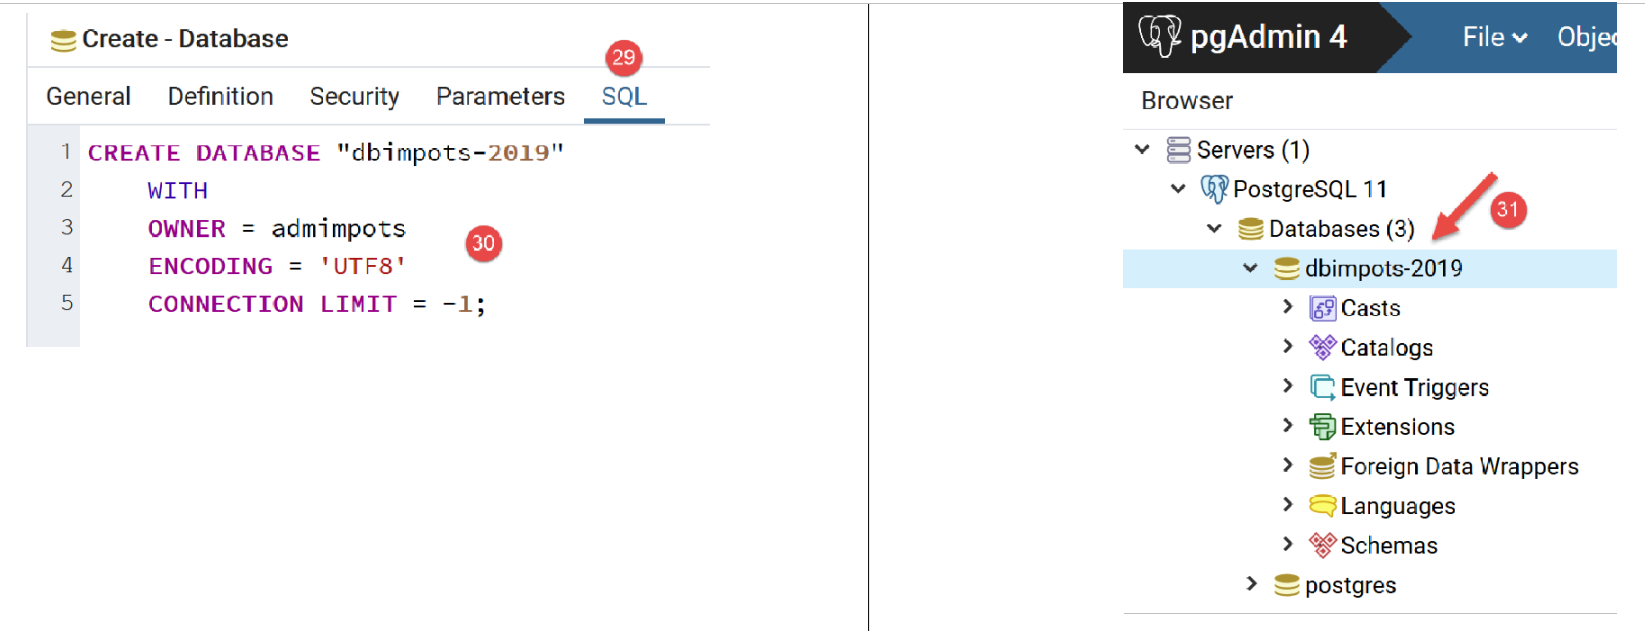 Create - Database
29
General Definition Security Parameters SQL
1 CREATE DATABASE "dbimpots-2019"
2 WITH
3 OWNER = admimpots
30
4 ENCODING = 'UTF8'
5 CONNECTION LIMIT = -1;
pgAdmin 4 File Objec
Browser
Servers (1)
PostgreSQL 11
31
Databases (3)
dbimpots-2019
Casts
Catalogs
Event Triggers
Extensions
Foreign Data Wrappers
Languages
Schemas
postgres